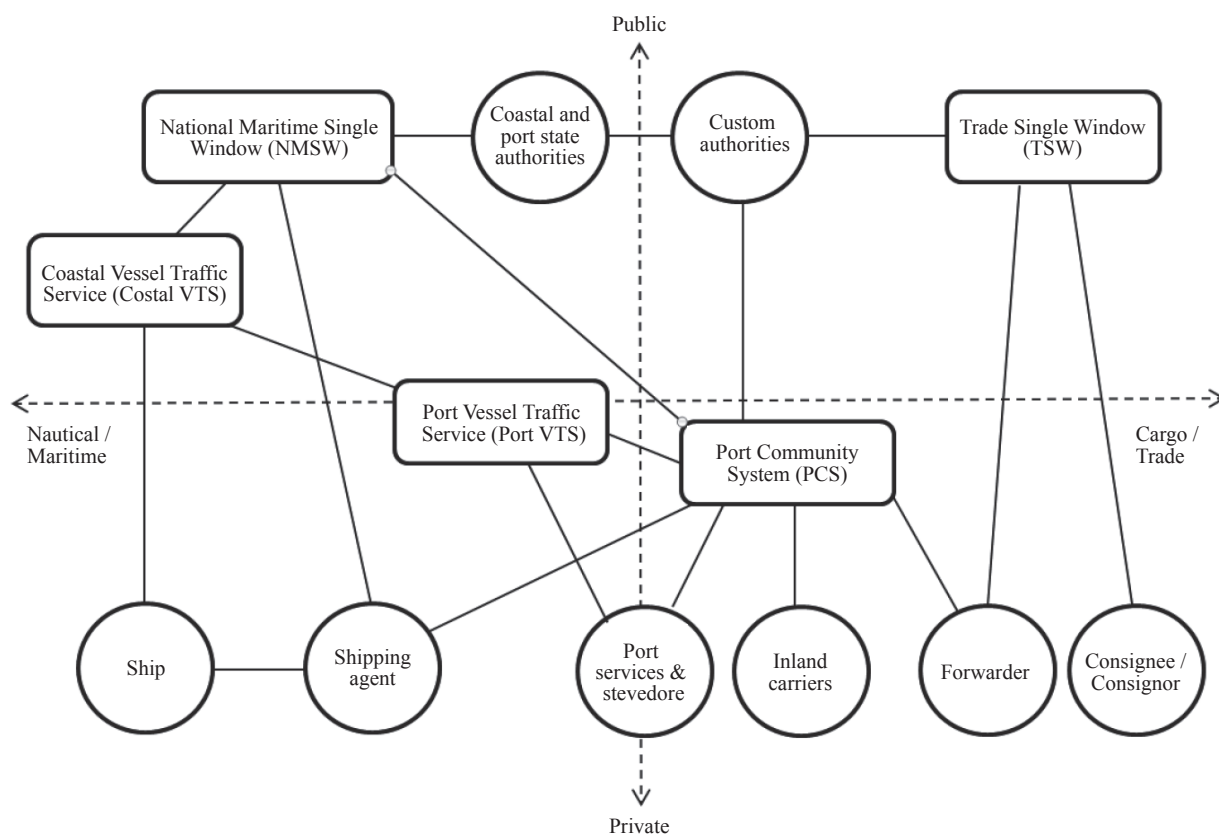 Public
National Maritime Single
Window (NMSW)
Coastal and
port state
authorities
Custom
authorities
Trade Single Window
(TSW)
Coastal Vessel Traffic
Service (Costal VTS)
Port Vessel Traffic
Service (Port VTS)
Nautical /
Maritime
Port Community
System (PCS)
Cargo /
Trade
Ship
Shipping
agent
Port
services &
stevedore
Inland
carriers
Forwarder
Consignee /
Consignor
Private